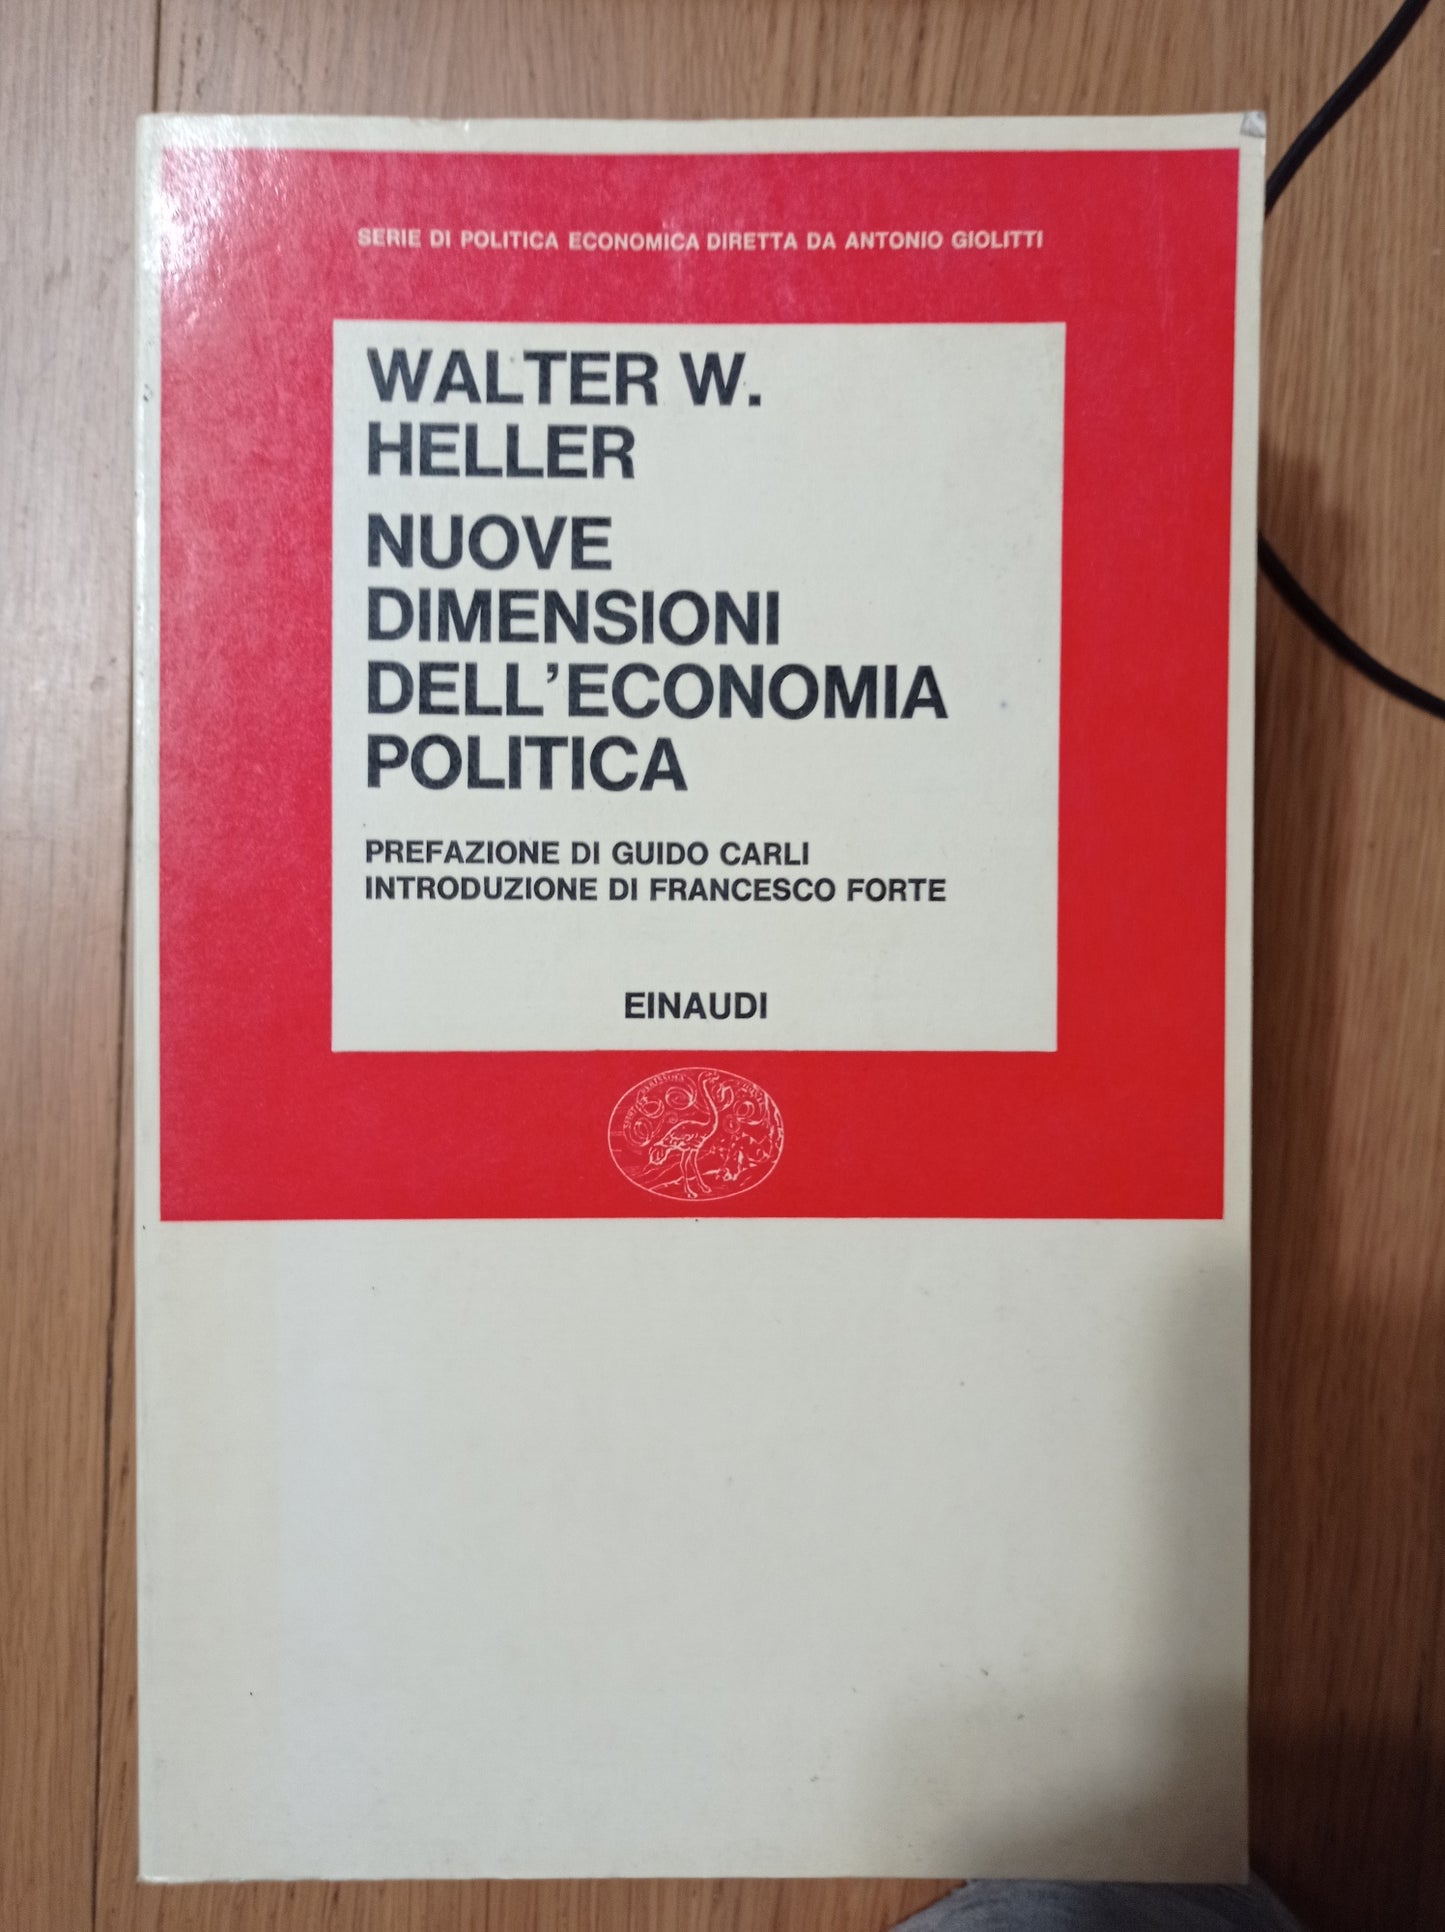 SERIE DI POLITICA ECONOMICA DIRETTA DA ANTONIO GIOLITTI
WALTER W.
HELLER
NUOVE
DIMENSIONI
DELL'ECONOMIA
POLITICA
PREFAZIONE DI GUIDO CARLI
INTRODUZIONE DI FRANCESCO FORTE
EINAUDI